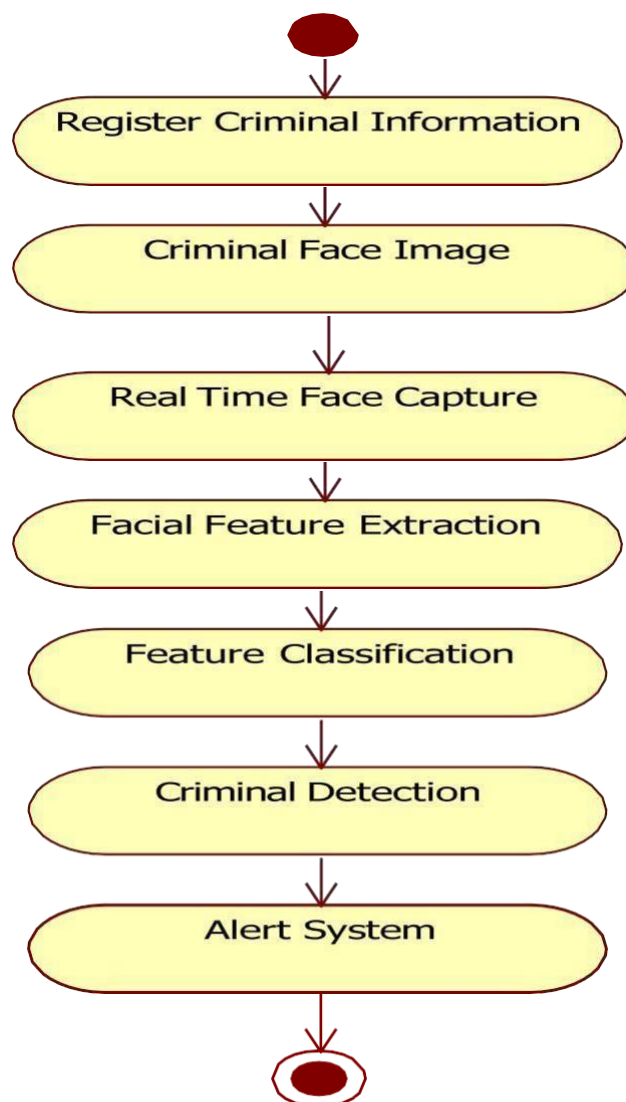 Register Criminal Information
Criminal Face Image
Real Time Face Capture
Facial Feature Extraction
Feature Classification
Criminal Detection
Alert System